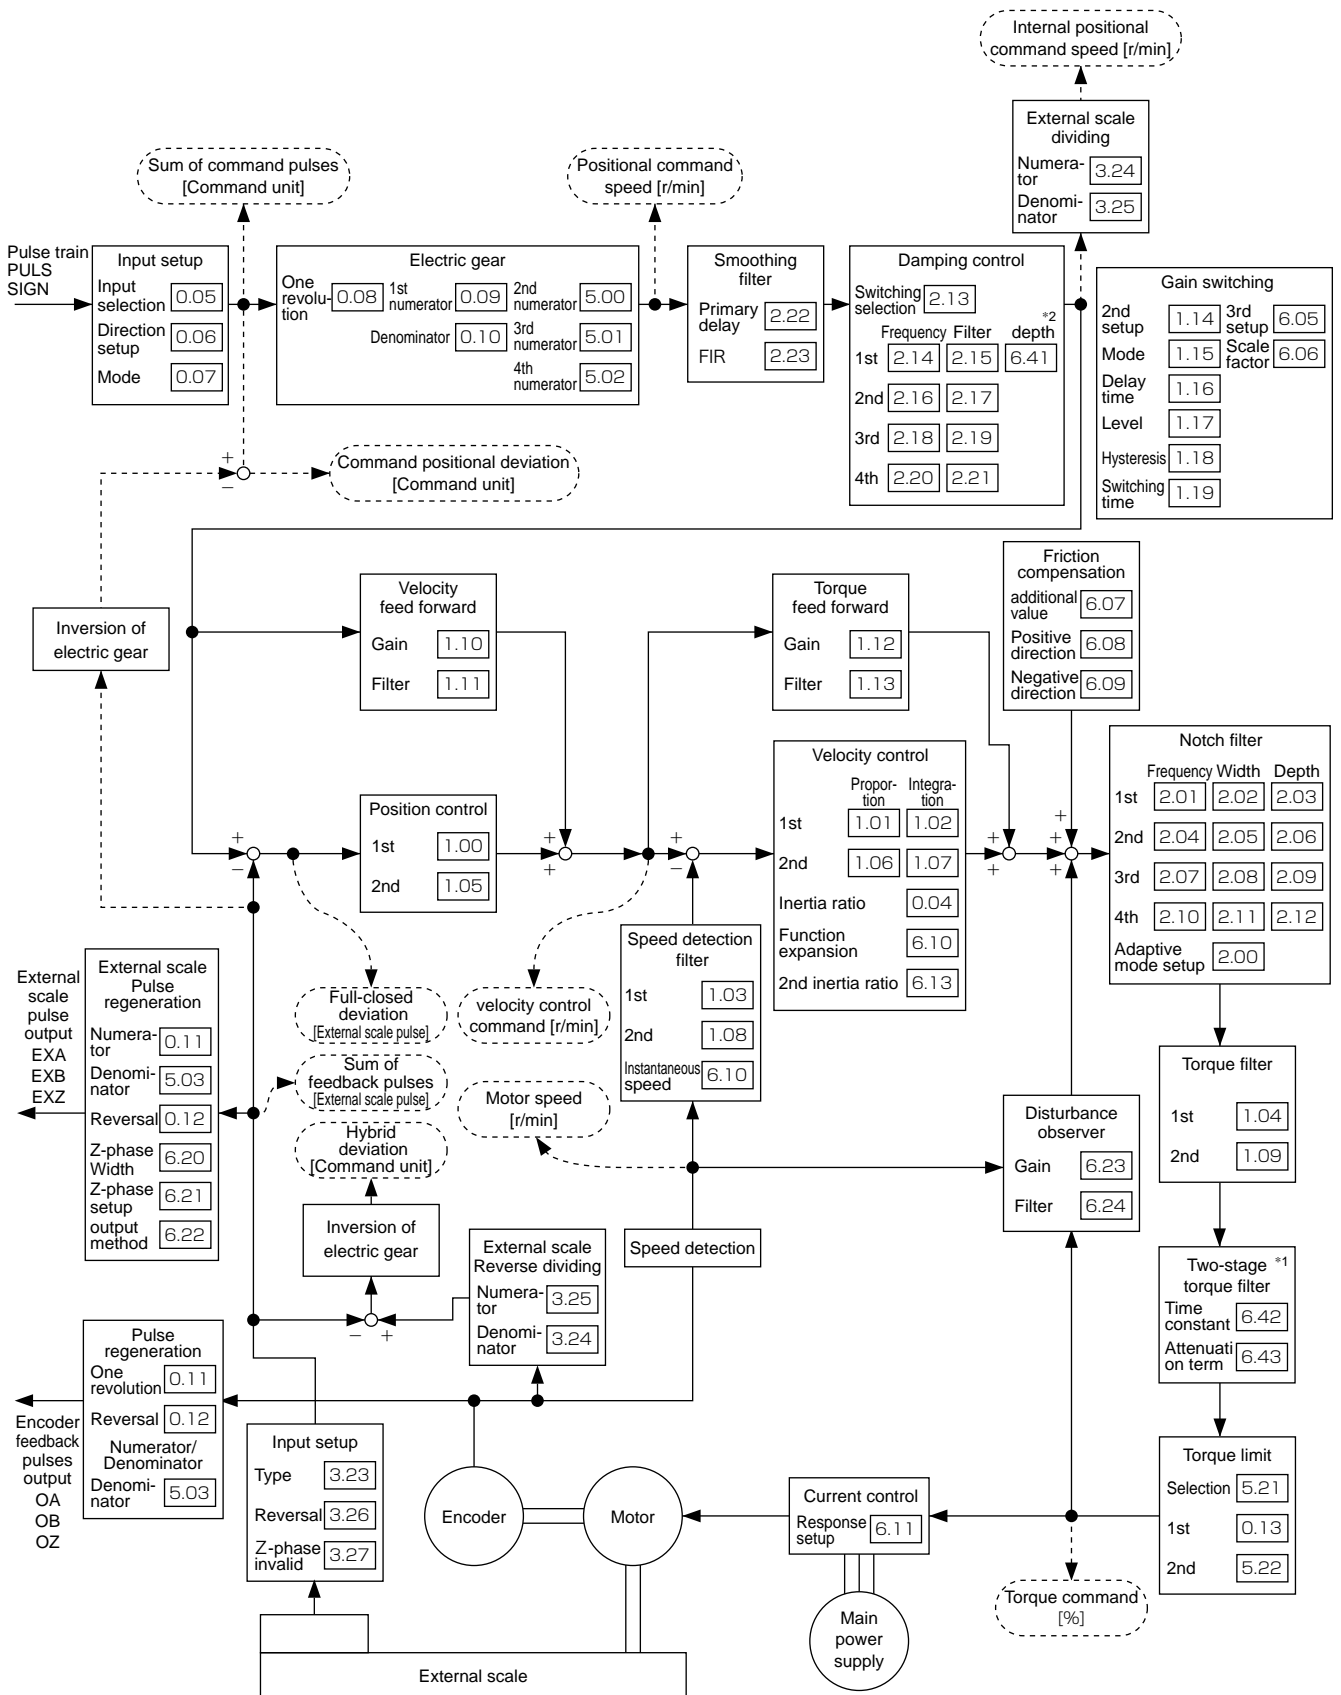 Internal positional
command speed [r/min]
External scale
dividing
Numera-
tor
3.24
Denomi-
nator
3.25
Sum of command pulses
[Command unit]
Positional command
speed [r/min]
Pulse train
PULS
SIGN
Input setup
Input
selection
0.05
Direction
setup
0.06
Mode
0.07
Electric gear
One
revolu-
tion
0.08
1st
numerator
0.09
2nd
numerator
5.00
Denominator
0.10
3rd
numerator
5.01
4th
numerator
5.02
Smoothing
filter
Primary
delay
2.22
FIR
2.23
Damping control
Switching
selection
2.13
*2
Frequency Filter depth
1st 2.14 2.15 6.41
2nd 2.16 2.17
3rd 2.18 2.19
4th 2.20 2.21
Gain switching
2nd
setup
1.14
3rd
setup
6.05
Mode
1.15
Scale
factor
6.06
Delay
time
1.16
Level
1.17
Hysteresis
1.18
Switching
time
1.19
+
−
Command positional deviation
[Command unit]
Inversion of
electric gear
Velocity
feed forward
Gain 1.10
Filter 1.11
Torque
feed forward
Gain 1.12
Filter 1.13
Friction
compensation
additional
value
6.07
Positive
direction
6.08
Negative
direction
6.09
+
−
Position control
1st 1.00
2nd 1.05
+
+
+
−
Velocity control
Propor-
tion
Integra-
tion
1st 1.01 1.02
2nd 1.06 1.07
Inertia ratio 0.04
Function
expansion
6.10
2nd inertia ratio 6.13
+
+
+
+
+
Notch filter
Frequency Width Depth
1st 2.01 2.02 2.03
2nd 2.04 2.05 2.06
3rd 2.07 2.08 2.09
4th 2.10 2.11 2.12
Adaptive
mode setup
2.00
External
scale
pulse
output
EXA
EXB
EXZ
External scale
Pulse
regeneration
Numera-
tor
0.11
Denomi-
nator
5.03
Reversal 0.12
Z-phase
Width
6.20
Z-phase
setup
6.21
output
method
6.22
Full-closed
deviation
[External scale pulse]
Sum of
feedback pulses
[External scale pulse]
Hybrid
deviation
[Command unit]
velocity control
command [r/min]
Motor speed
[r/min]
Speed detection
filter
1st 1.03
2nd 1.08
Instantaneous
speed
6.10
Torque filter
1st 1.04
2nd 1.09
Disturbance
observer
Gain 6.23
Filter 6.24
Inversion of
electric gear
External scale
Reverse dividing
Numera-
tor
3.25
Denomi-
nator
3.24
Speed detection
Two-stage *1
torque filter
Time
constant
6.42
Attenuati
on term
6.43
− +
Pulse
regeneration
One
revolution
0.11
Reversal 0.12
Numerator/
Denominator
Denomi-
nator
5.03
Encoder
feedback
pulses
output
OA
OB
OZ
Input setup
Type 3.23
Reversal 3.26
Z-phase
invalid
3.27
Encoder
Motor
Current control
Response
setup
6.11
Torque limit
Selection 5.21
1st 0.13
2nd 5.22
Torque command
[%]
Main
power
supply
External scale